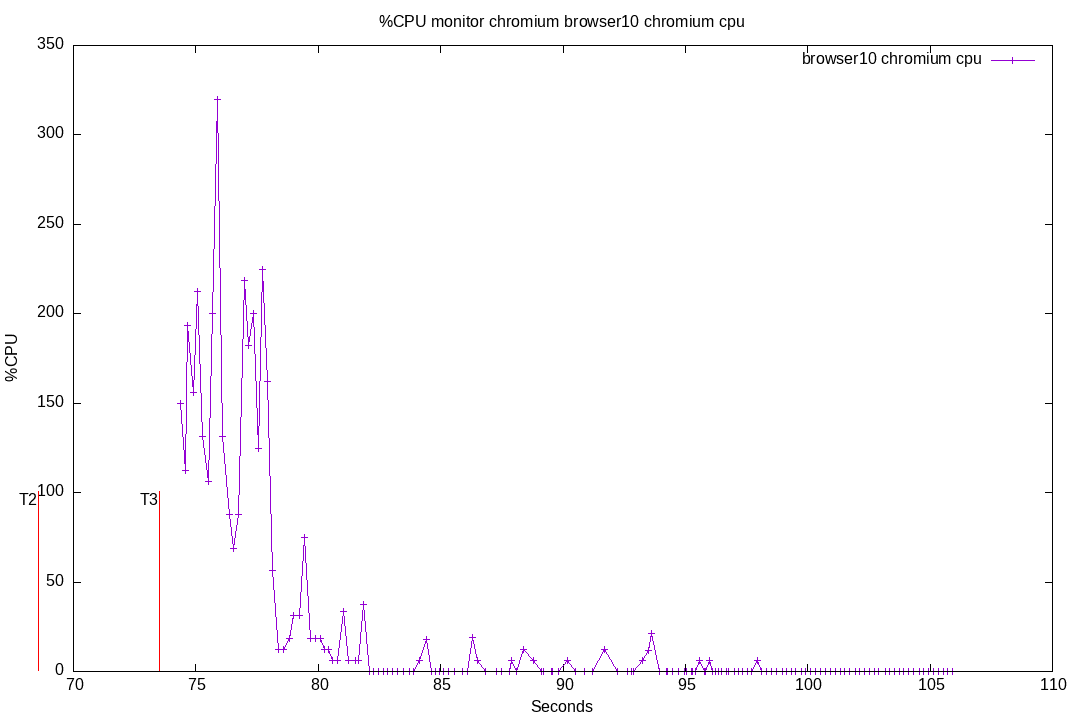 %CPU monitor chromium browser10 chromium cpu
350
browser10 chromium cpu
300
250
200
%CPU
150
100
T2
T3
50
0
70 75 80 85 90 95 100 105 110
Seconds